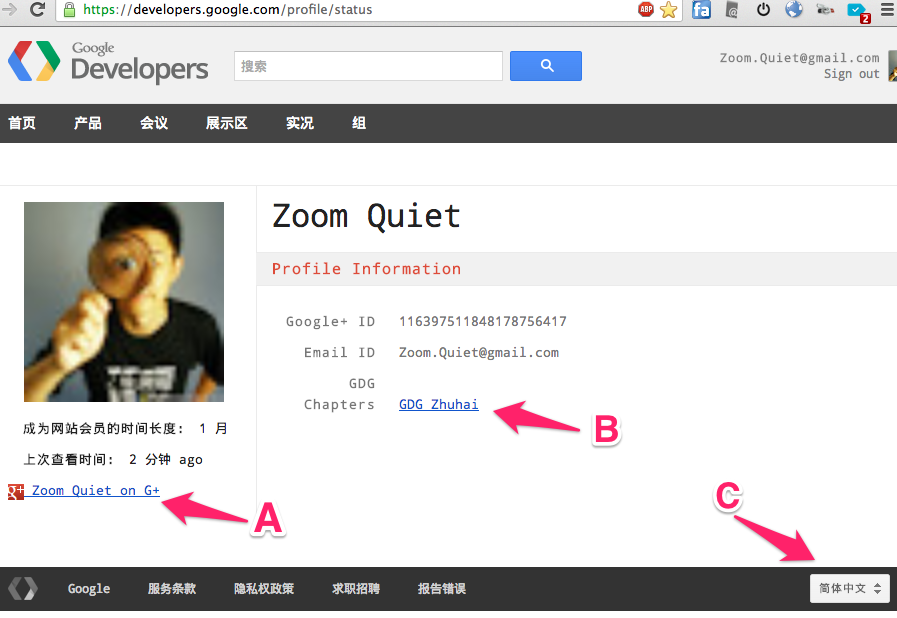 https://developers.google.com/profile/status
ABP
fa
@
2
Google
Developers
搜索
Zoom.Quiet@gmail.com
Sign out
首页 产品 会议 展示区 实况 组
Zoom Quiet
Profile Information
Google+ ID 116397511848178756417
Email ID Zoom.Quiet@gmail.com
GDG
Chapters GDG Zhuhai
B
成为网站会员的时间长度: 1 月
上次查看时间: 2 分钟 ago
g+ Zoom Quiet on G+
A
C
Google 服务条款 隐私权政策 求职招聘 报告错误 简体中文